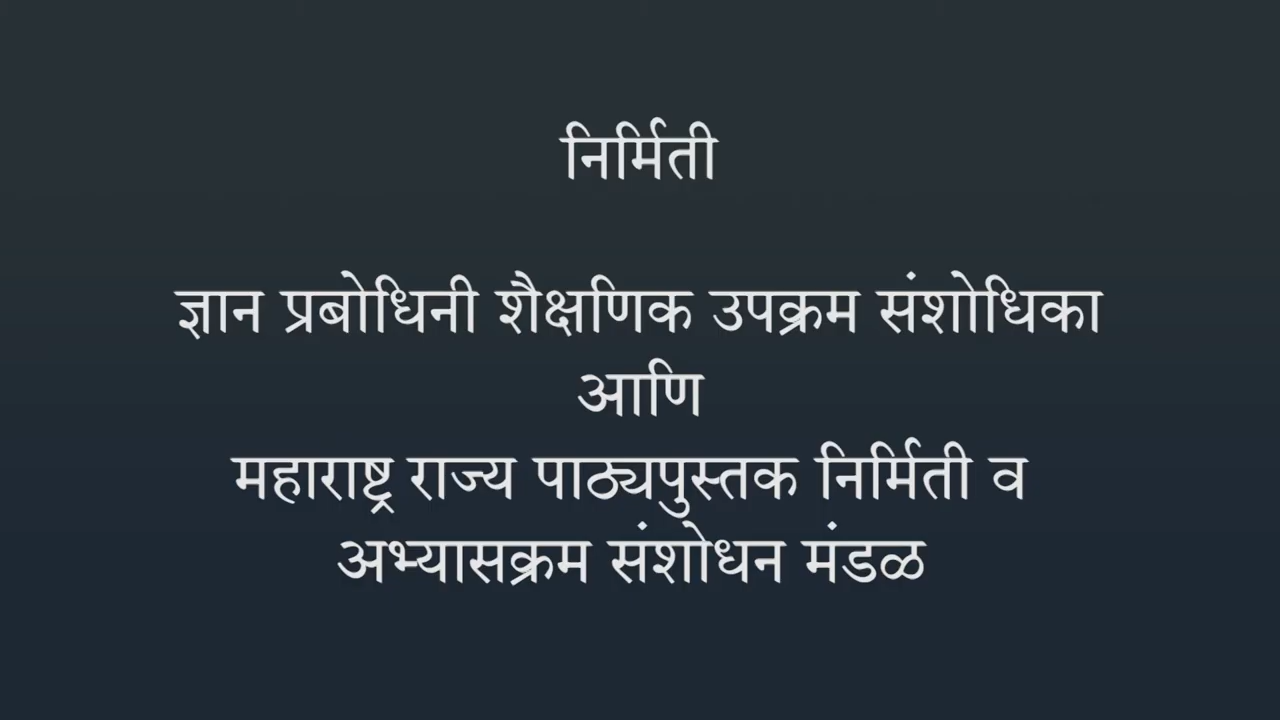 निर्मिती
ज्ञान प्रबोधिनी शैक्षणिक उपक्रम संशोधिका
आणि
महाराष्ट्र राज्य पाठ्यपुस्तक निर्मिती व
अभ्यासक्रम संशोधन मंडळ